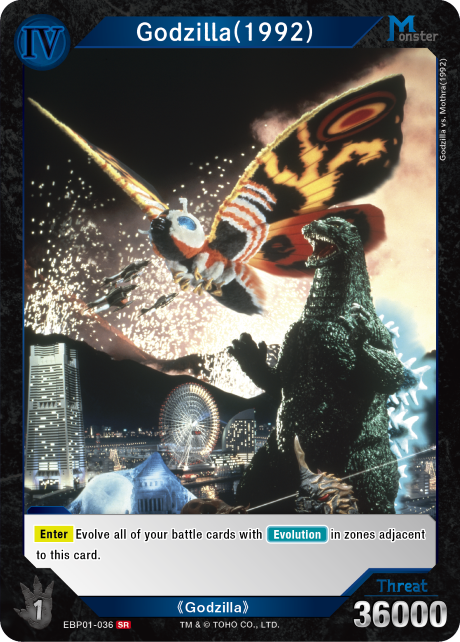 IV
Godzilla(1992)
Monster
Godzilla vs. Mothra(1992)
Enter Evolve all of your battle cards with Evolution in zones adjacent
to this card.
1
EBP01-036 SR
《Godzilla》
TM & © TOHO CO., LTD.
Threat
36000